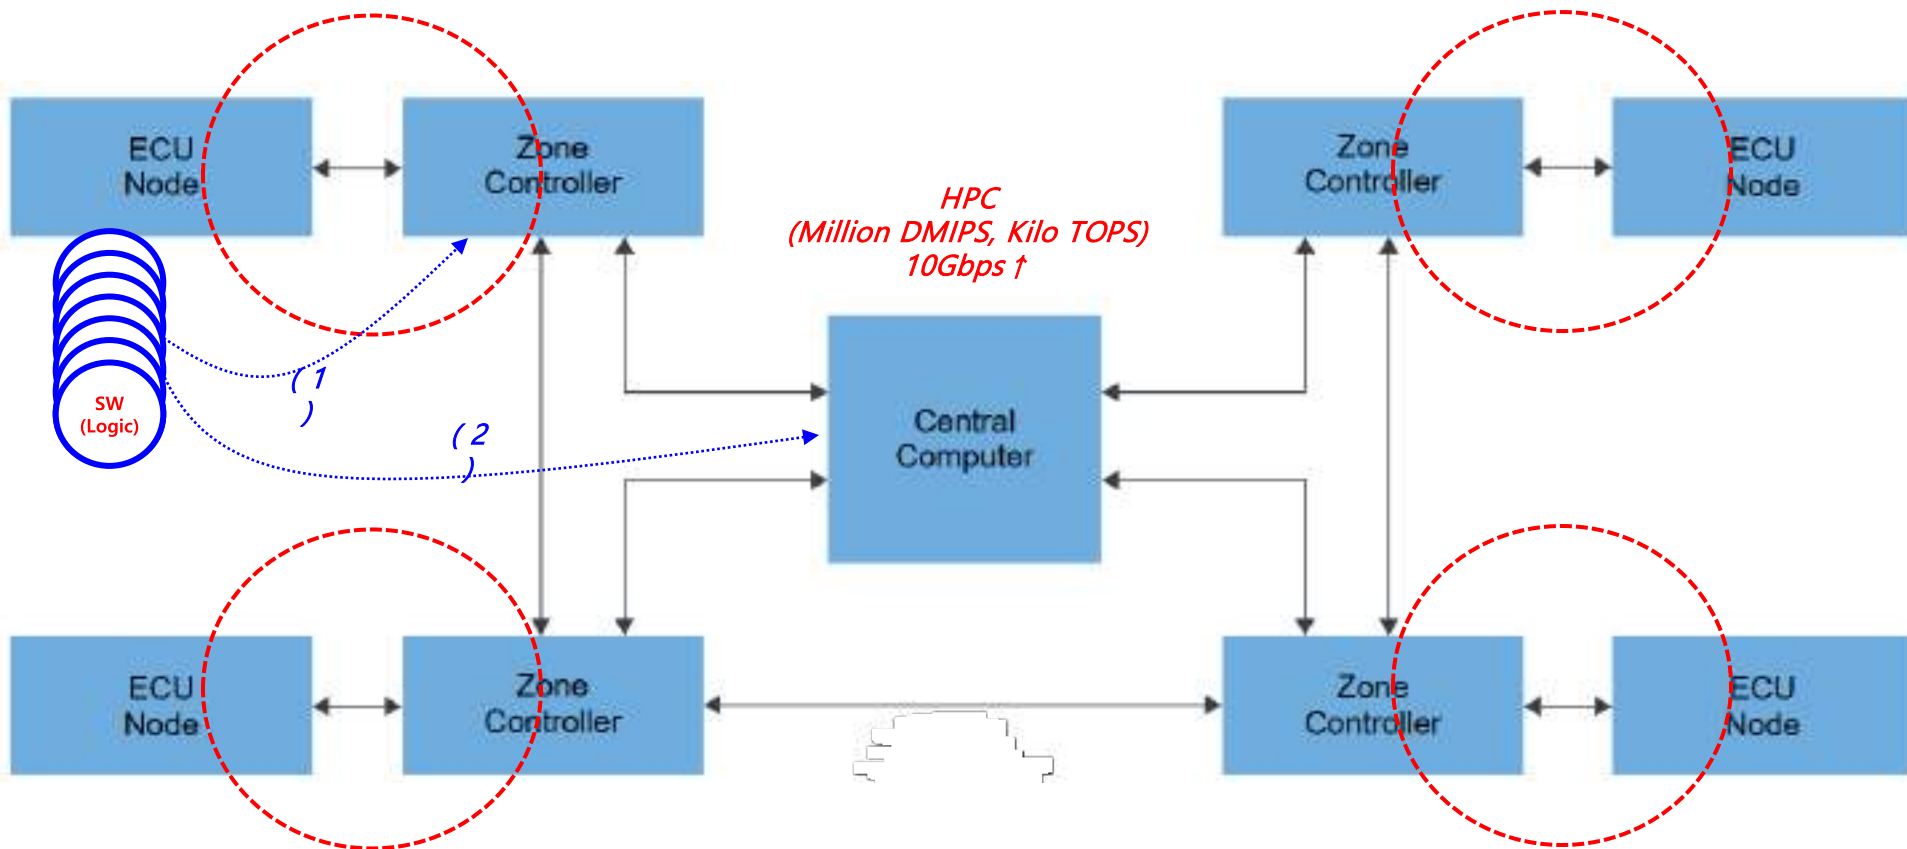 ECU
Node
Zone
Controller
Zone
Controller
ECU
Node
HPC
(Million DMIPS, Kilo TOPS)
10Gbps↑
SW
(Logic)
( 1
)
( 2
)
Central
Computer
ECU
Node
Zone
Controller
Zone
Controller
ECU
Node